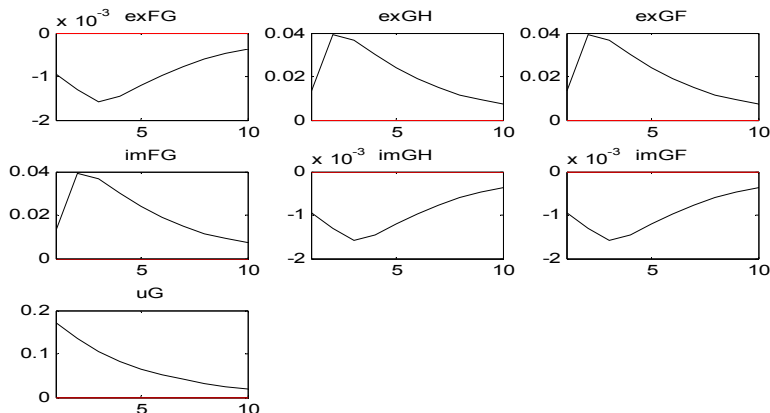 exFG exGH exGF
x 10^-3
0 0.04 0.04
-1 0.02 0.02
-2 0 0
5 10 5 10 5 10
imFG imGH imGF
x 10^-3 x 10^-3
0.04 0 0
0.02 -1 -1
0 -2 -2
5 10 5 10 5 10
uG
0.2
0.1
0
5 10